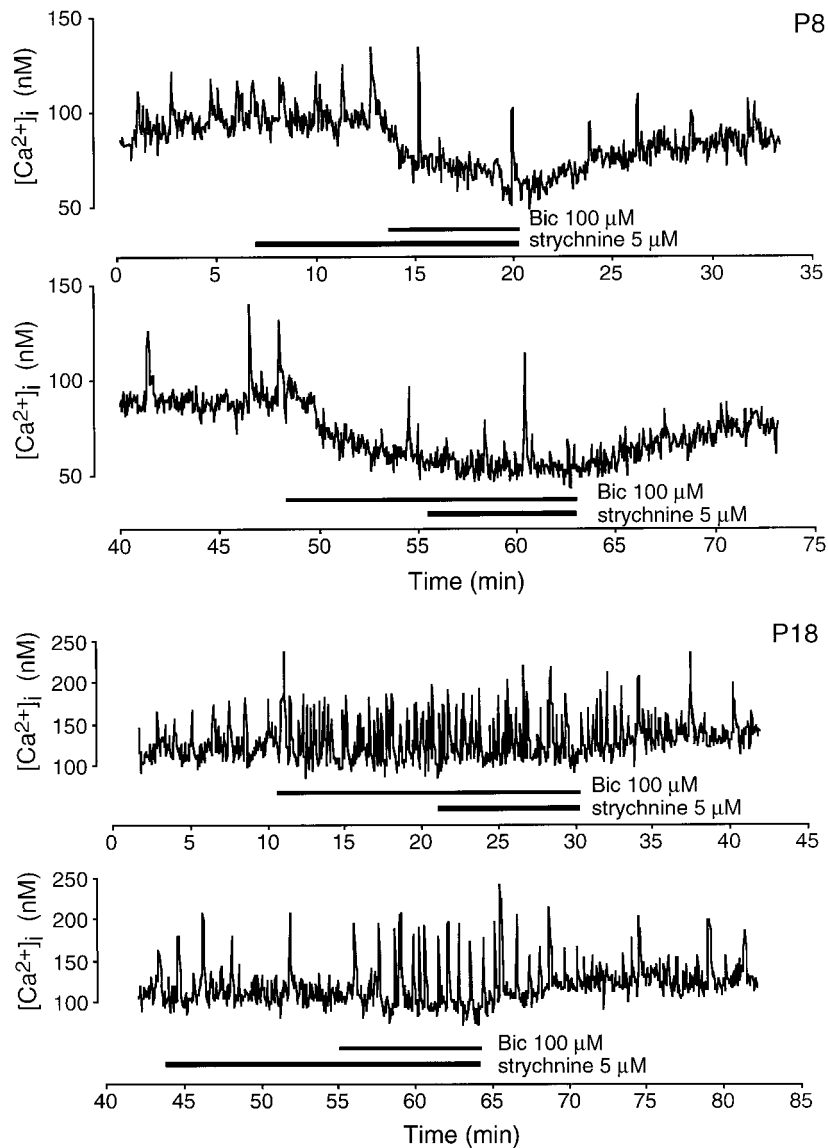 P8
150
100
50
[Ca2+]i (nM)
Bic 100 µM
strychnine 5 µM
0 5 10 15 20 25 30 35
150
100
50
[Ca2+]i (nM)
Bic 100 µM
strychnine 5 µM
40 45 50 55 60 65 70 75
Time (min)
P18
250
200
150
100
[Ca2+]i (nM)
Bic 100 µM
strychnine 5 µM
0 5 10 15 20 25 30 35 40 45
250
200
150
100
[Ca2+]i (nM)
Bic 100 µM
strychnine 5 µM
40 45 50 55 60 65 70 75 80 85
Time (min)